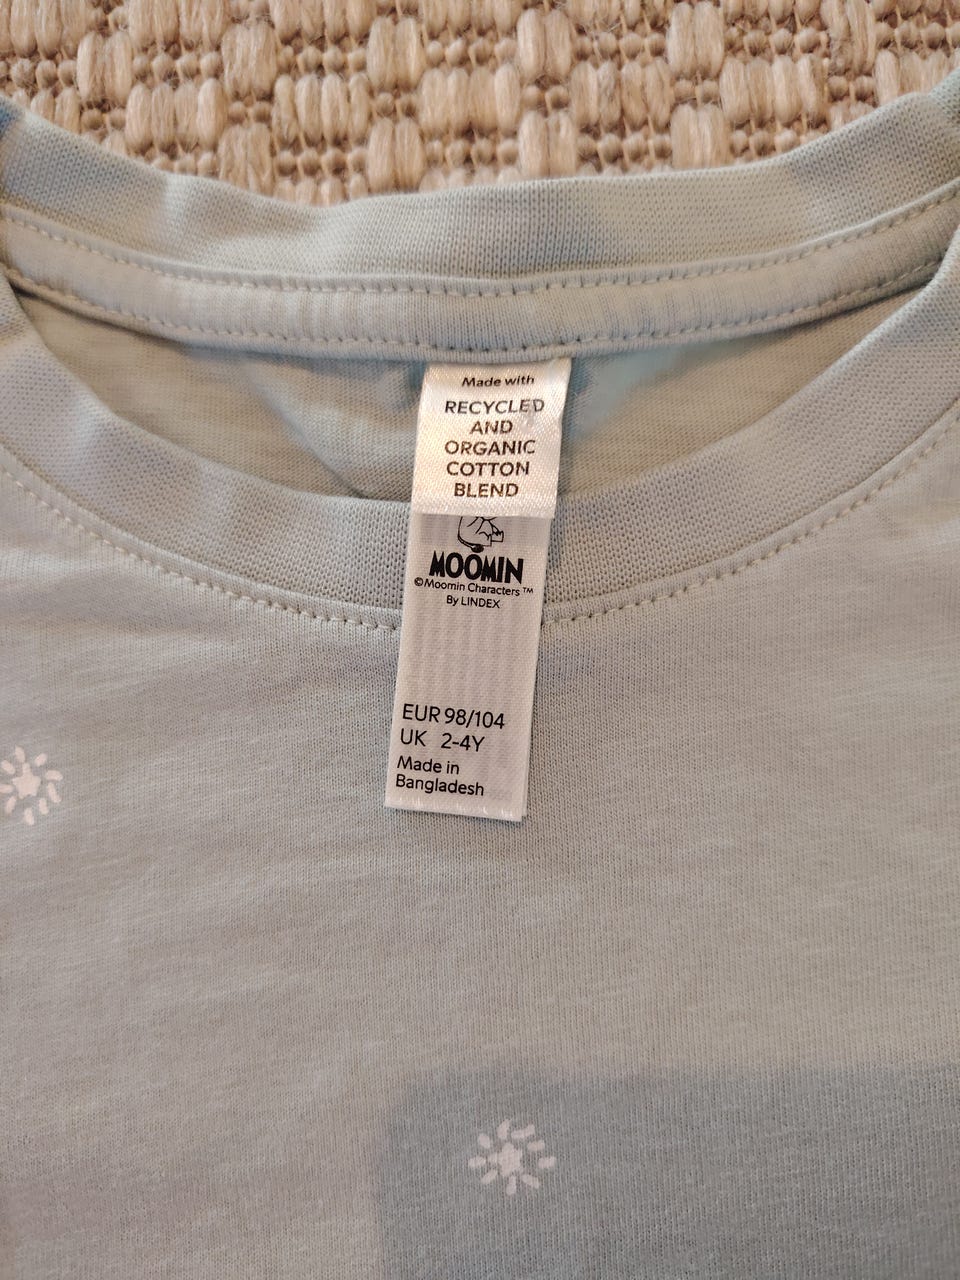 Made with
RECYCLED
AND
ORGANIC
COTTON
BLEND
MOOMIN
©Moomin Characters™
By LINDEX
EUR 98/104
UK 2-4Y
Made in
Bangladesh